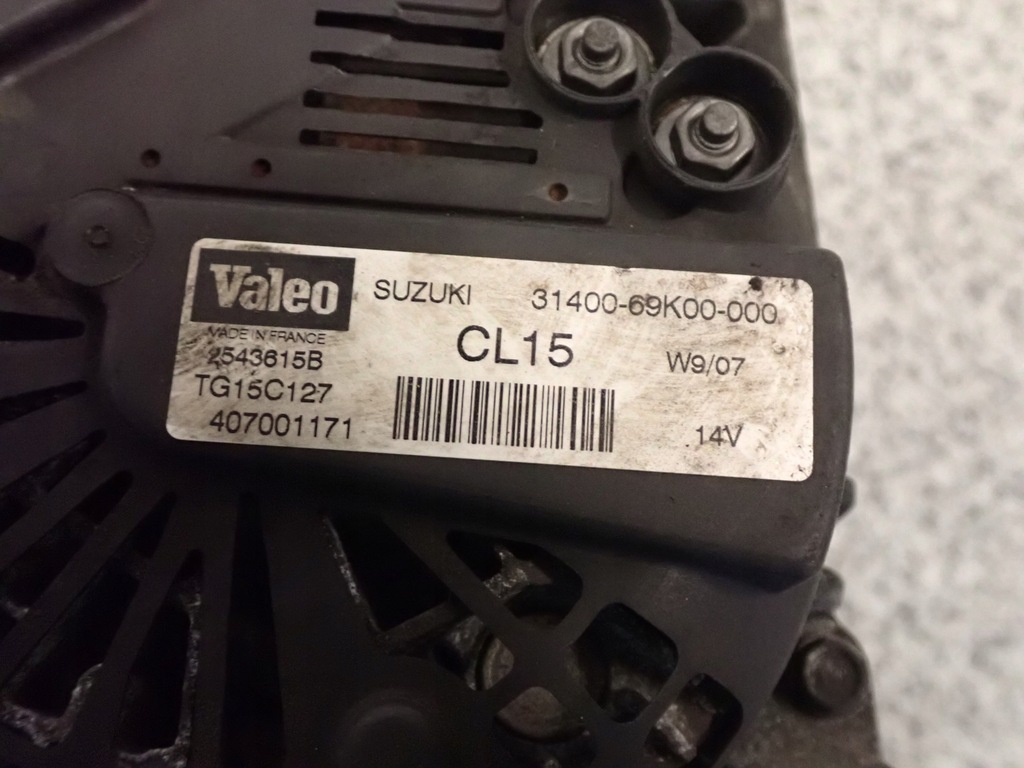 Valeo
SUZUKI 31400-69K00-000
MADE IN FRANCE
CL15
2543615B
W9/07
TG15C127
407001171
14V